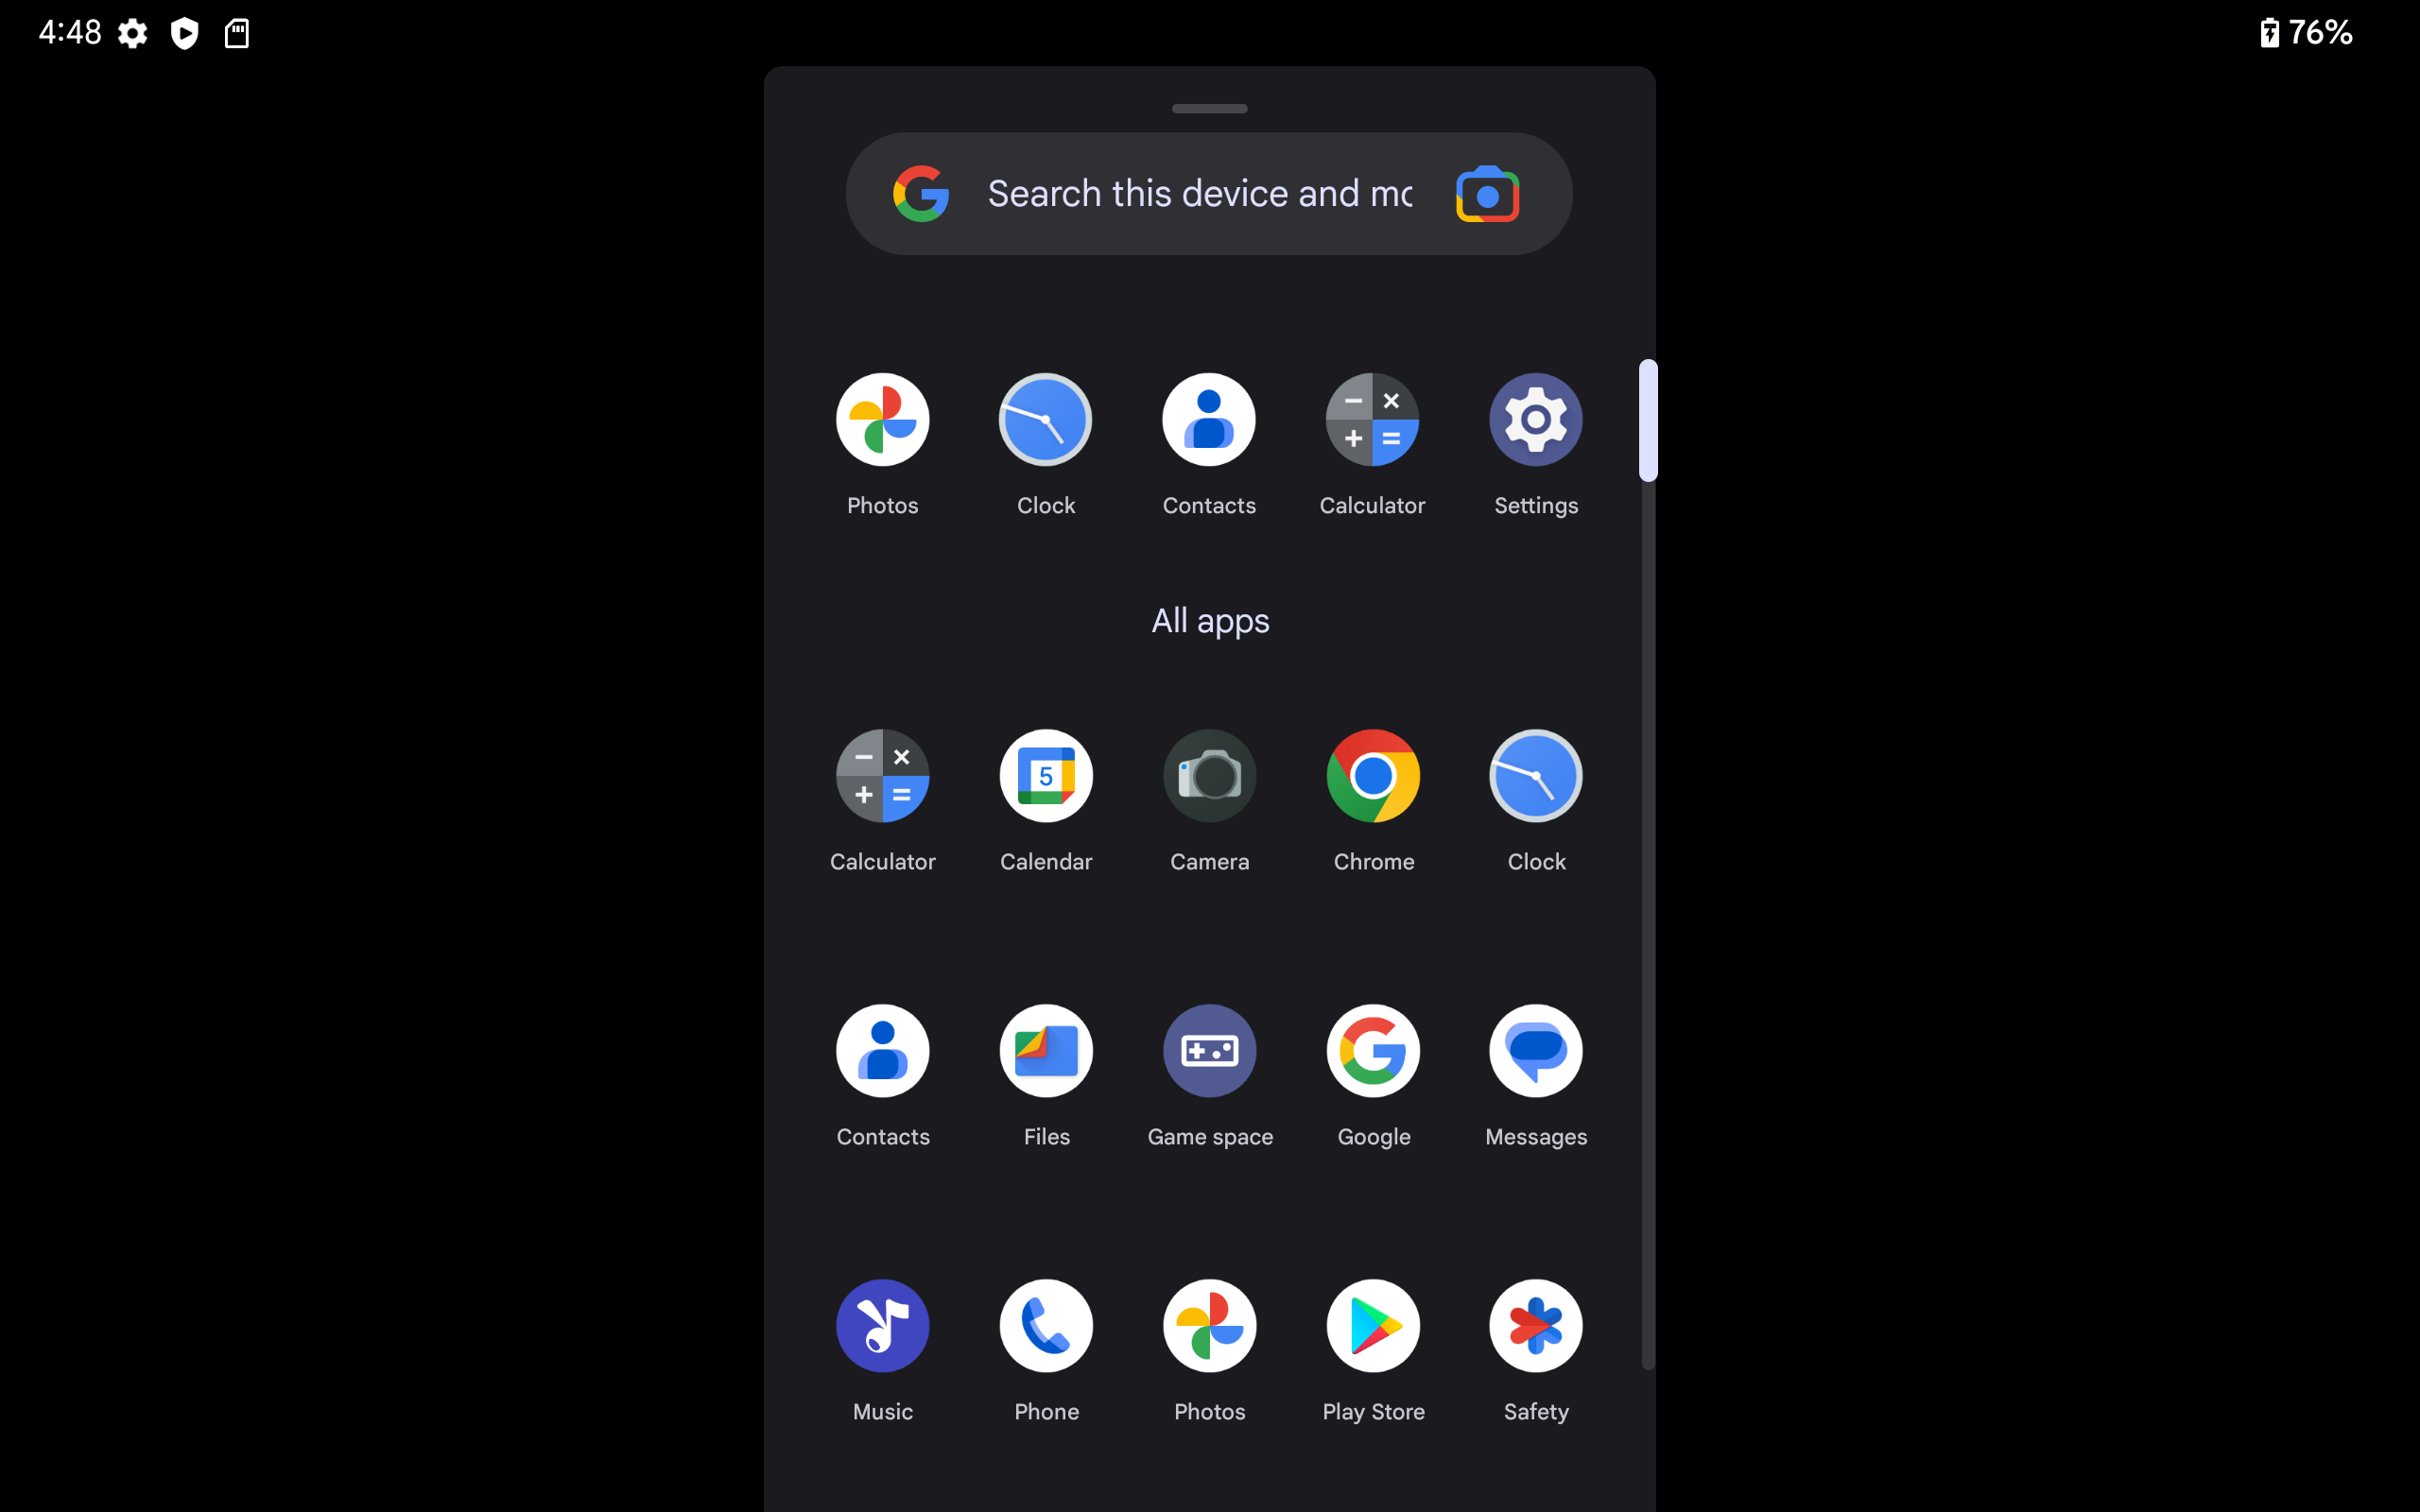 4:48 76%
Search this device and mo
Photos Clock Contacts Calculator Settings
All apps
5
Calculator Calendar Camera Chrome Clock
Contacts Files Game space Google Messages
Music Phone Photos Play Store Safety